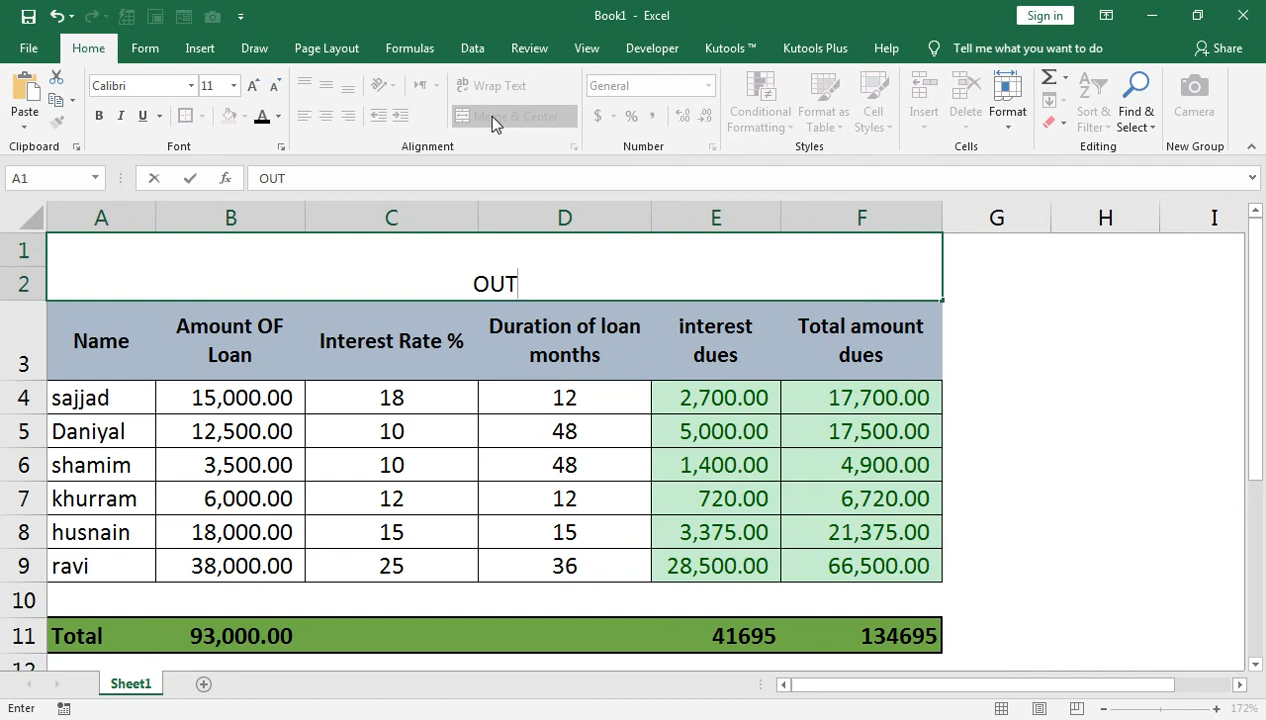 Book1 - Excel
Sign in
File Home Form Insert Draw Page Layout Formulas Data Review View Developer Kutools ™ Kutools Plus Help Tell me what you want to do Share
Paste
Clipboard
Calibri 11
B I U A
Font
Wrap Text
Merge & Center
Alignment
General
$ % ,
Number
Conditional Formatting
Format as Table
Cell Styles
Styles
Insert
Delete
Format
Cells
Sort & Filter
Find & Select
Editing
Camera
New Group
A1 fx OUT
A B C D E F G H I
1
2 OUT
3 Name Amount OF Loan Interest Rate % Duration of loan months interest dues Total amount dues
4 sajjad 15,000.00 18 12 2,700.00 17,700.00
5 Daniyal 12,500.00 10 48 5,000.00 17,500.00
6 shamim 3,500.00 10 48 1,400.00 4,900.00
7 khurram 6,000.00 12 12 720.00 6,720.00
8 husnain 18,000.00 15 15 3,375.00 21,375.00
9 ravi 38,000.00 25 36 28,500.00 66,500.00
10
11 Total 93,000.00 41695 134695
12
Sheet1
Enter 172%